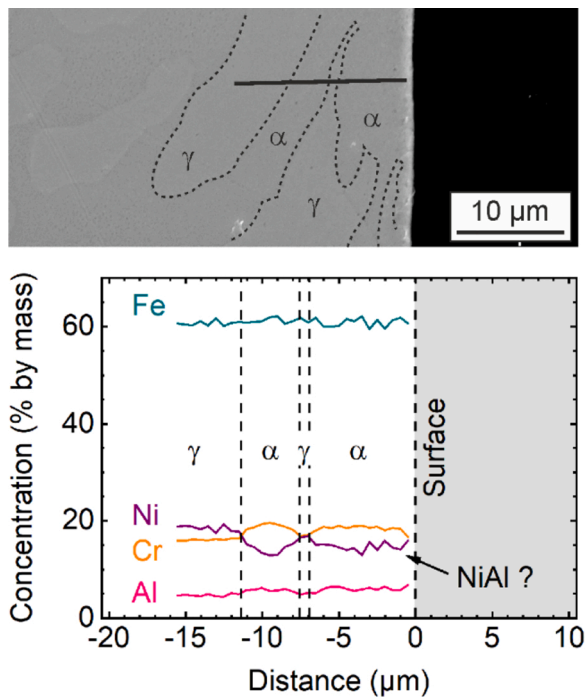 α
γ
α
γ
10 µm
Concentration (% by mass)
60
40
20
0
Fe
γ
α
γ
α
Surface
Ni
Cr
Al
NiAl ?
-20
-15
-10
-5
0
5
10
Distance (µm)